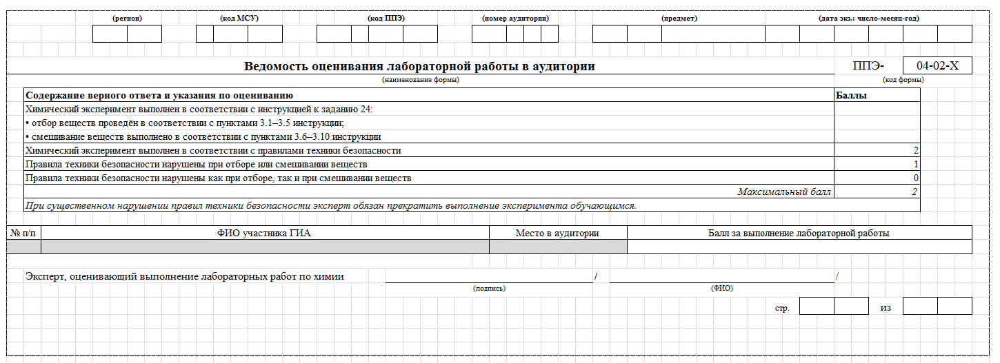 (регион) (код МСУ) (код ППЭ) (номер аудитории) (предмет) (дата экз.: число-месяц-год)
Ведомость оценивания лабораторной работы в аудитории ППЭ- 04-02-Х
(наименование формы) (код формы)
Содержание верного ответа и указания по оцениванию Баллы
Химический эксперимент выполнен в соответствии с инструкцией к заданию 24:
• отбор веществ проведён в соответствии с пунктами 3.1–3.5 инструкции;
• смешивание веществ выполнено в соответствии с пунктами 3.6–3.10 инструкции
Химический эксперимент выполнен в соответствии с правилами техники безопасности 2
Правила техники безопасности нарушены при отборе или смешивании веществ 1
Правила техники безопасности нарушены как при отборе, так и при смешивании веществ 0
Максимальный балл 2
При существенном нарушении правил техники безопасности эксперт обязан прекратить выполнение эксперимента обучающимся.
№ п/п ФИО участника ГИА Место в аудитории Балл за выполнение лабораторной работы
Эксперт, оценивающий выполнение лабораторных работ по химии / /
(подпись) (ФИО)
стр. из